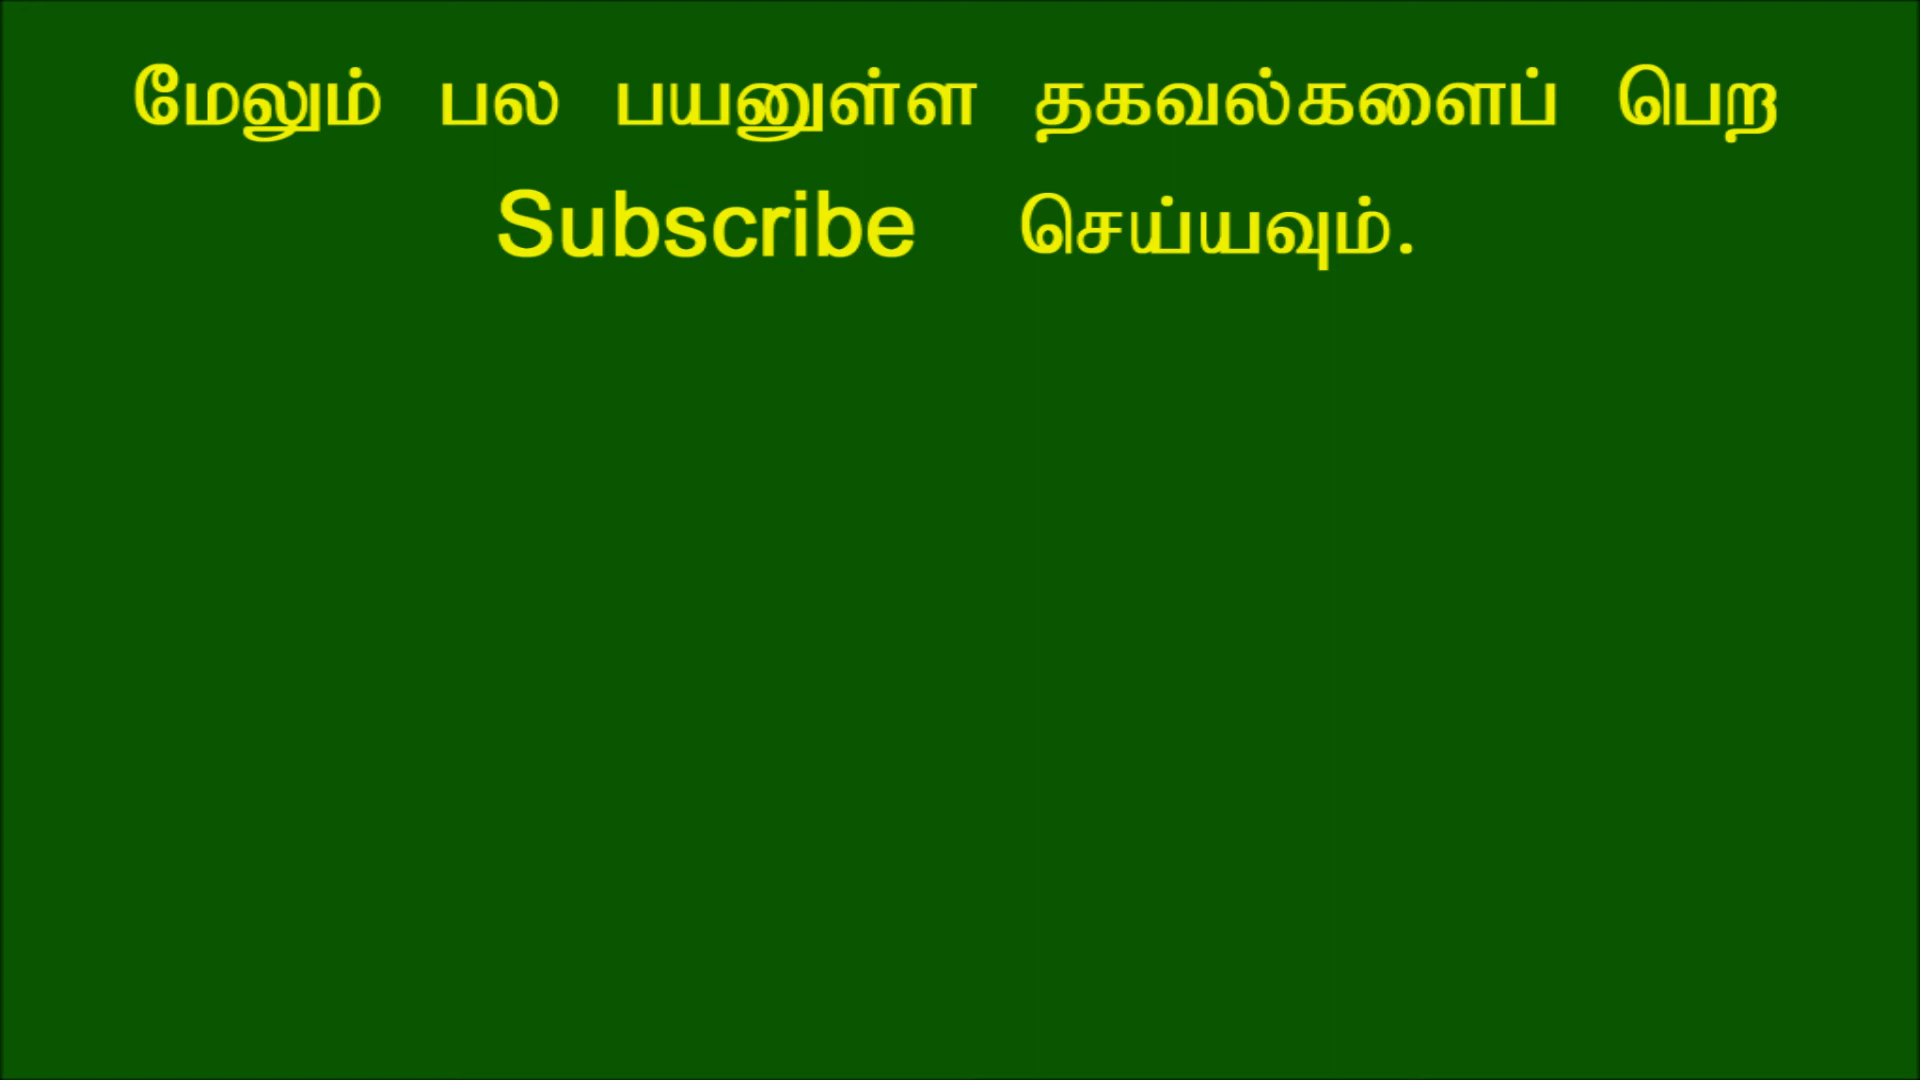 மேலும் பல பயனுள்ள தகவல்களைப் பெற
Subscribe செய்யவும்.